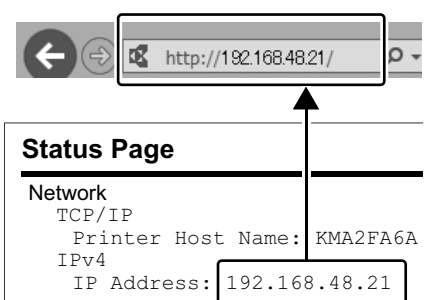 http://192.168.48.21/
Status Page
Network
TCP/IP
Printer Host Name: KMA2FA6A
IPv4
IP Address: 192.168.48.21